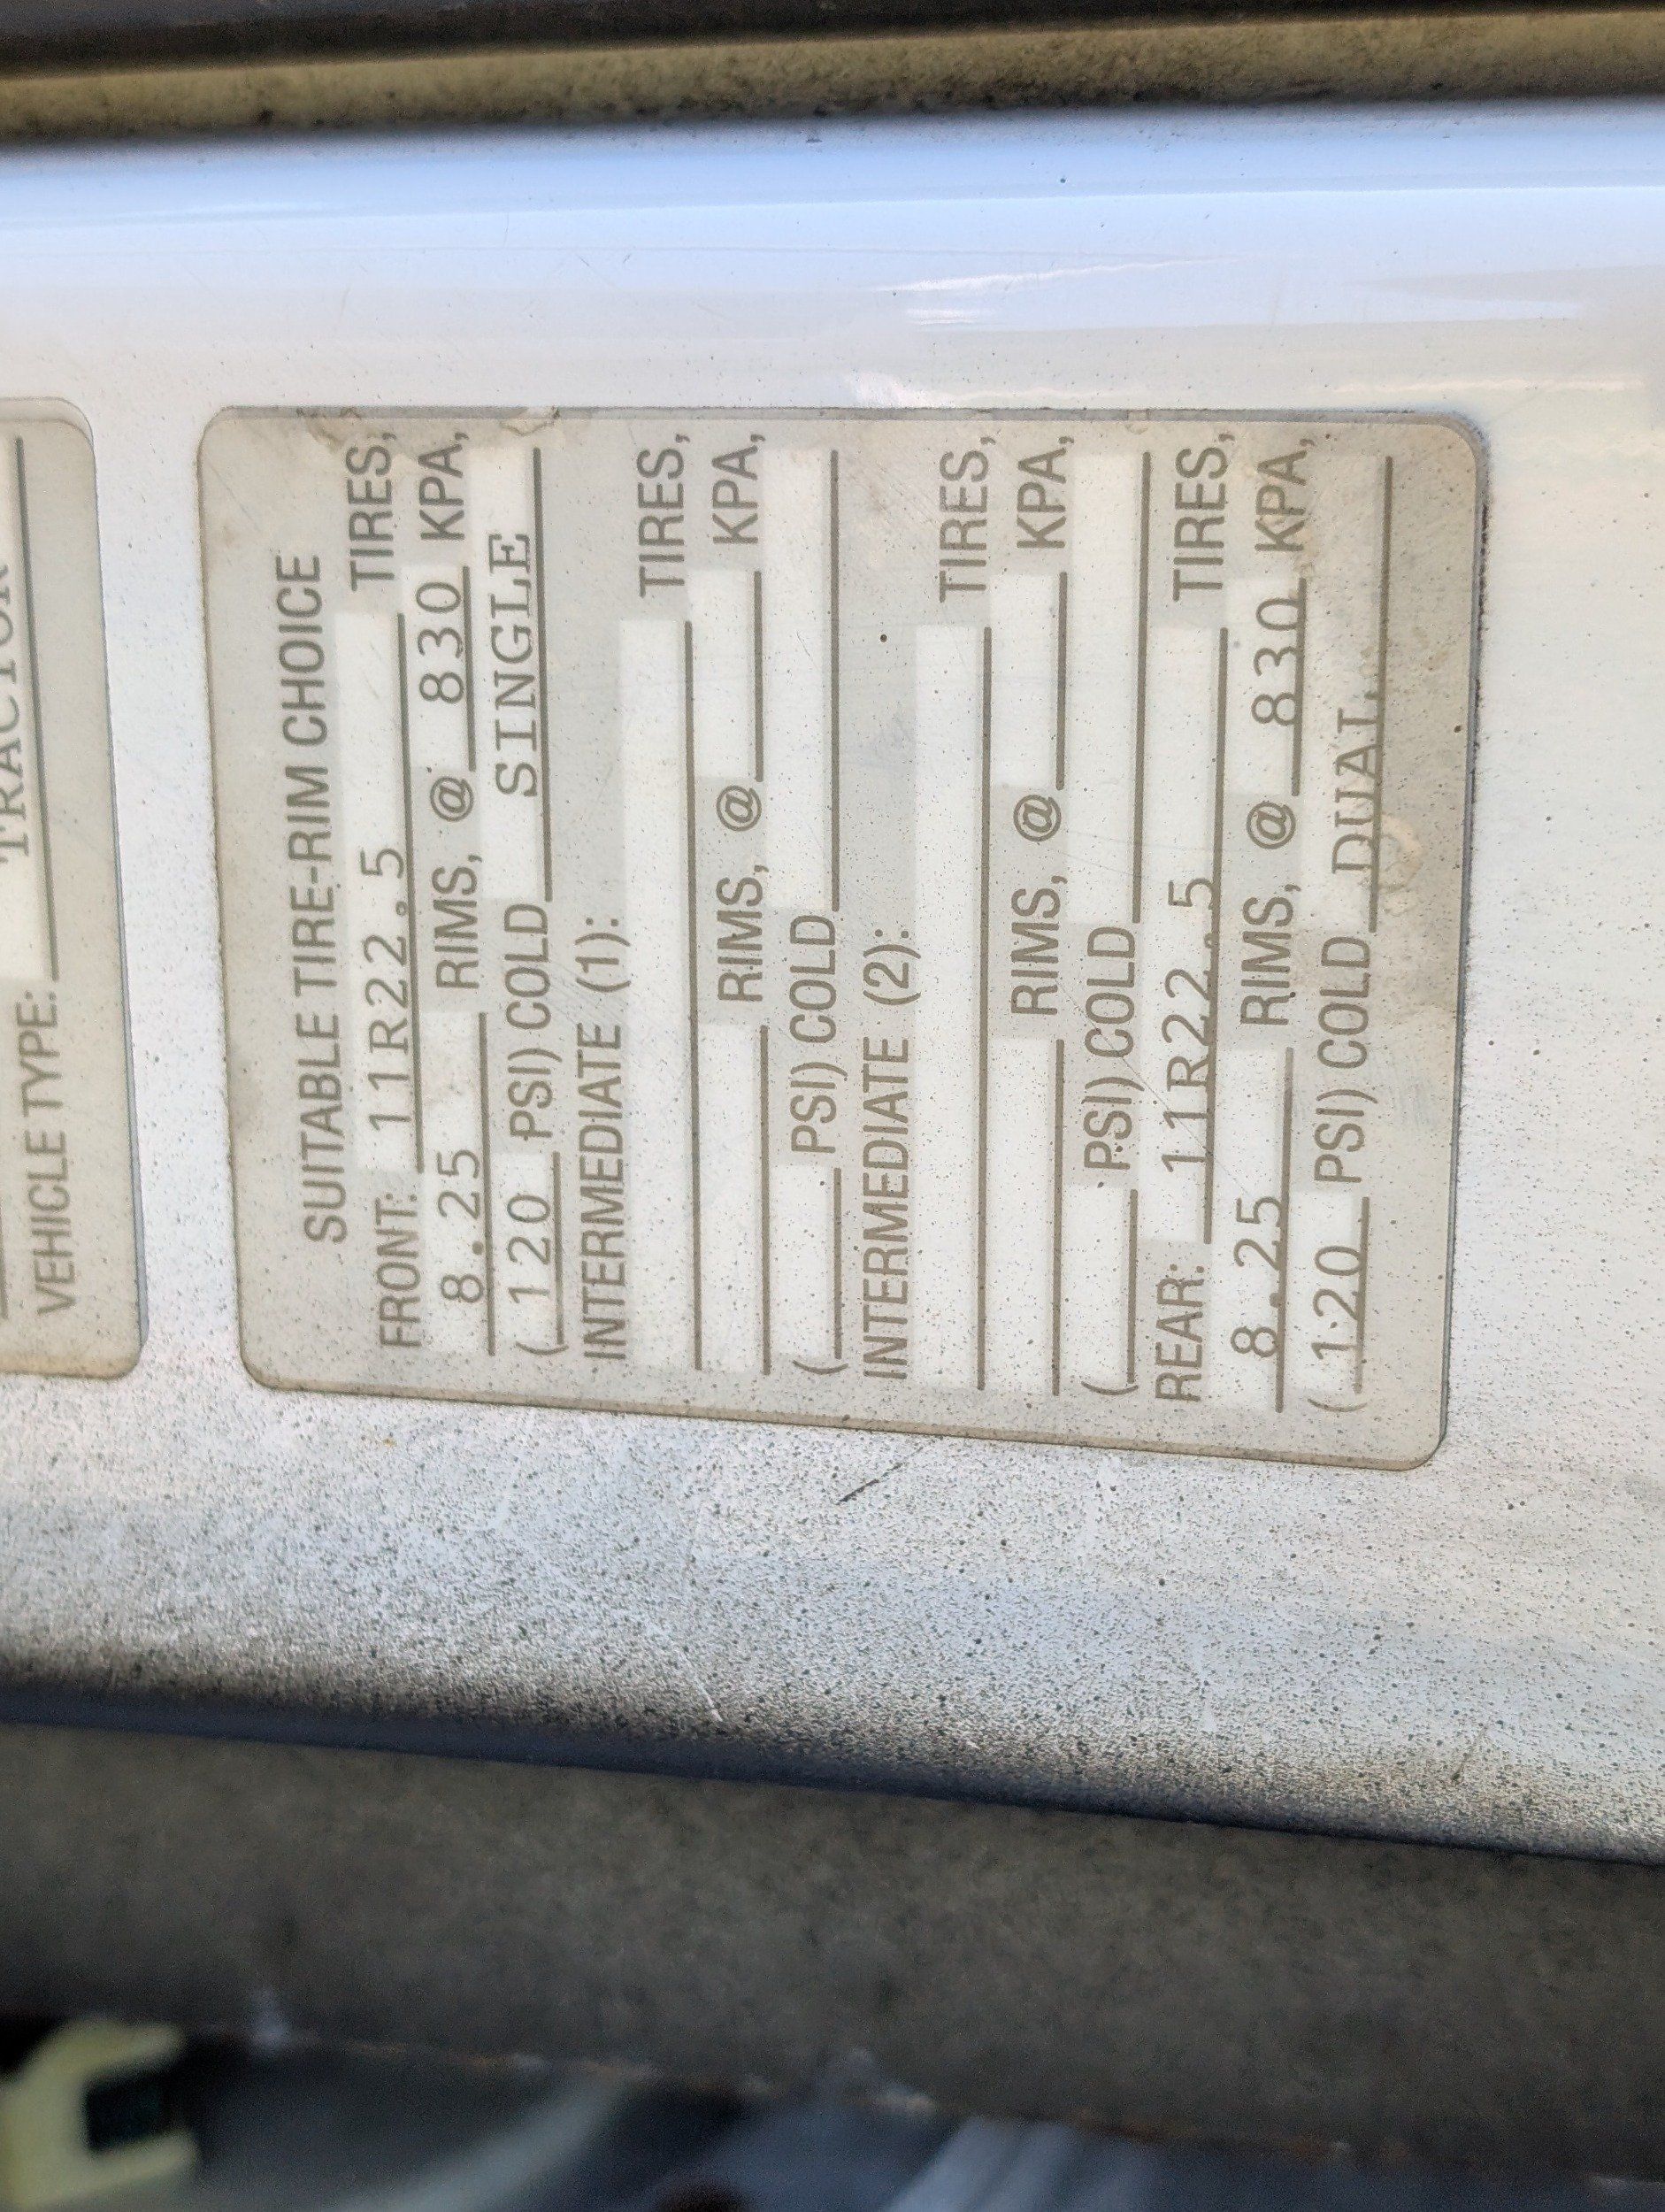 TRACTOR
VEHICLE TYPE:
SUITABLE TIRE-RIM CHOICE
FRONT: 11R22.5 TIRES,
8.25 RIMS, @ 830 KPA,
(120 PSI) COLD SINGLE
INTERMEDIATE (1):
TIRES,
RIMS, @ KPA,
( PSI) COLD
INTERMEDIATE (2):
TIRES,
RIMS, @ KPA,
( PSI) COLD
REAR: 11R22.5 TIRES,
8.25 RIMS, @ 830 KPA,
(120 PSI) COLD DUAL